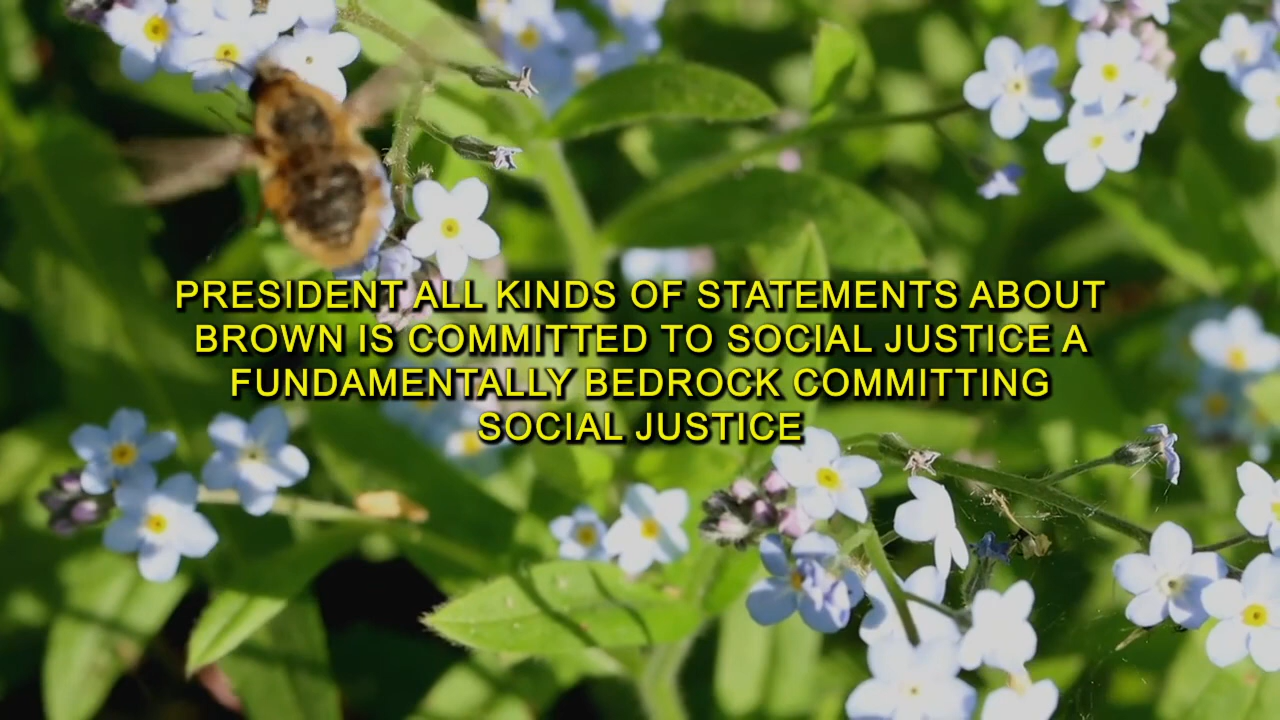 PRESIDENT ALL KINDS OF STATEMENTS ABOUT
BROWN IS COMMITTED TO SOCIAL JUSTICE A
FUNDAMENTALLY BEDROCK COMMITTING
SOCIAL JUSTICE